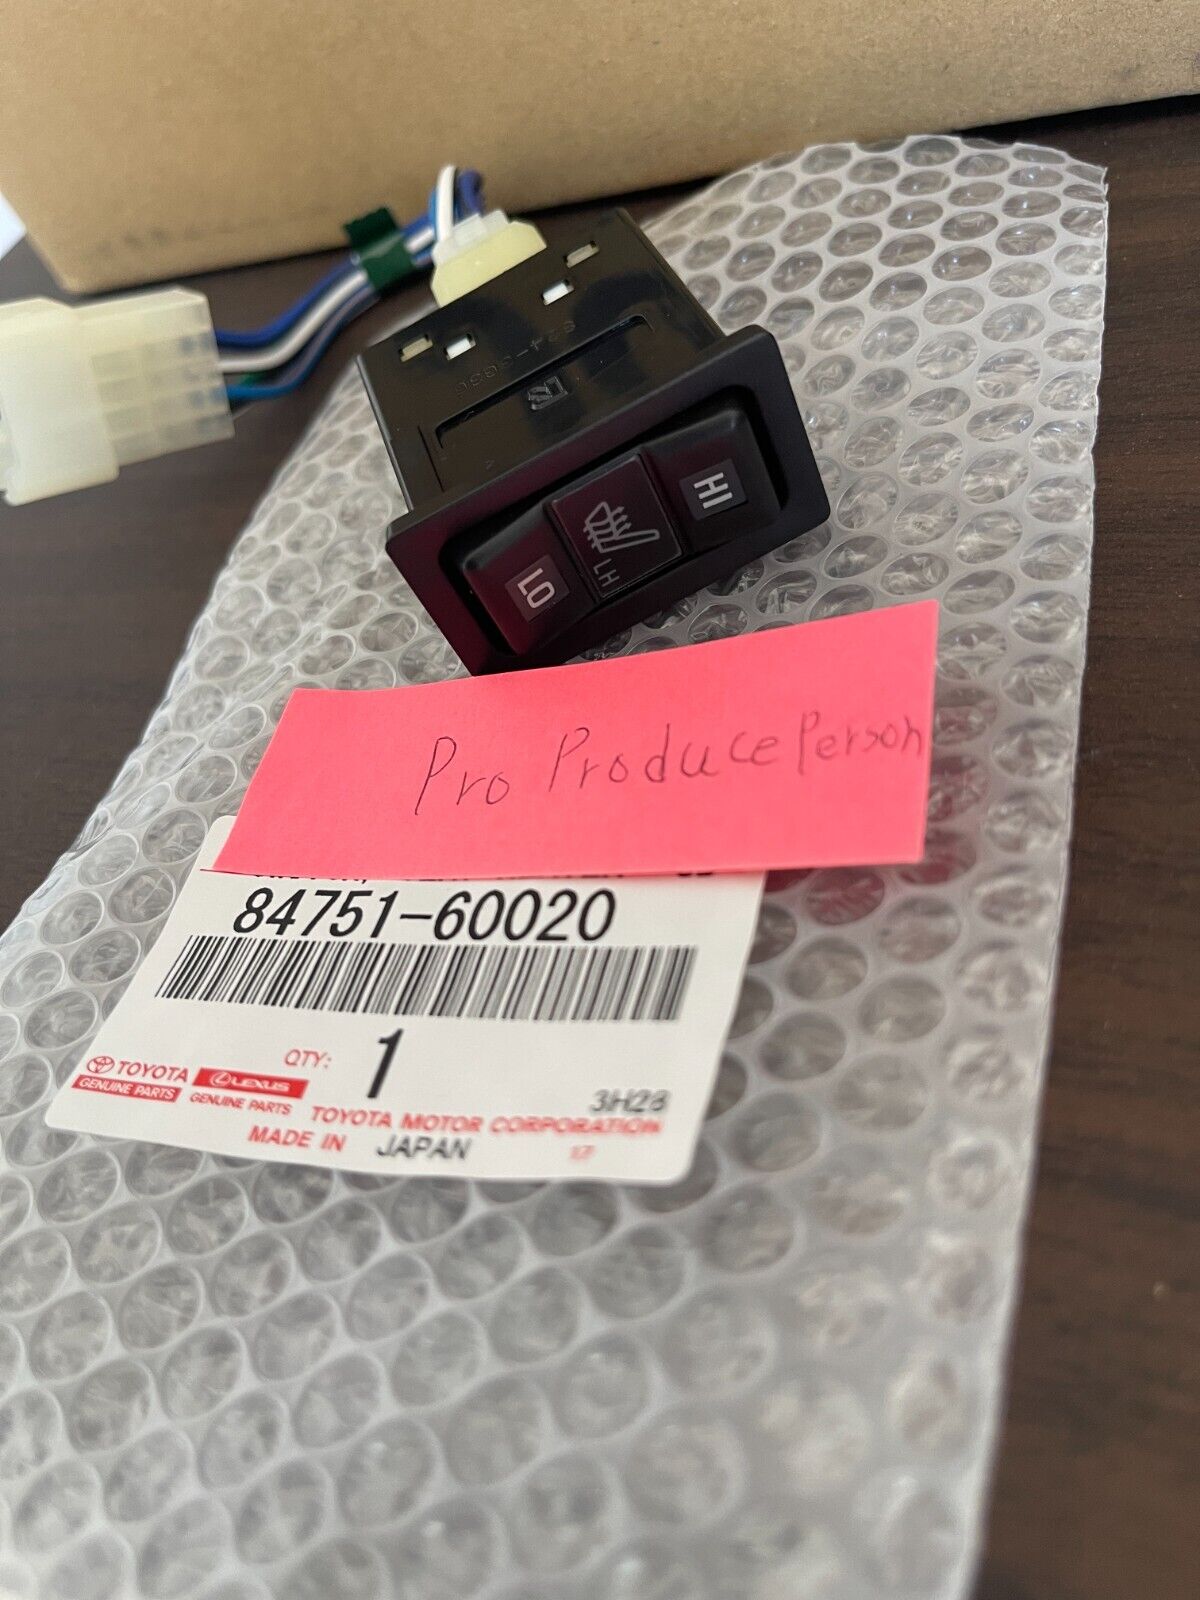 HI
LH
LO
Pro Produce Person
84751-60020
QTY: 1
TOYOTA
GENUINE PARTS
LEXUS
GENUINE PARTS
3H28
TOYOTA MOTOR CORPORATION
MADE IN JAPAN